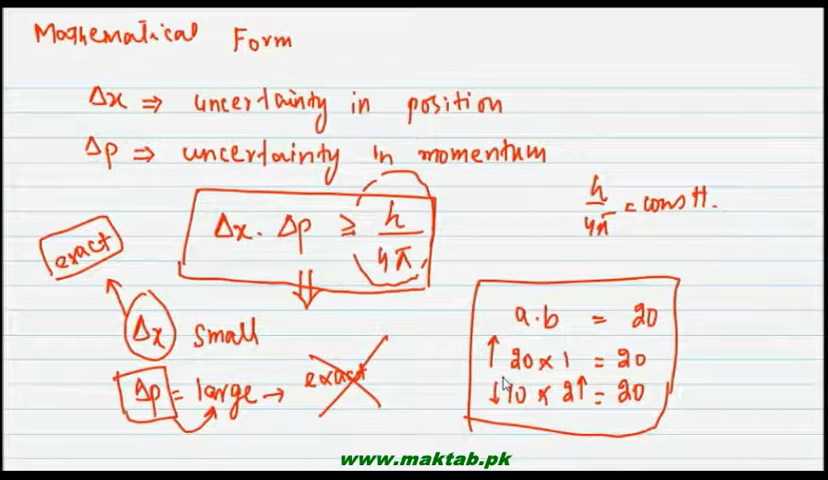 Mathematical Form
Δx ⇒ uncertainty in position
Δp ⇒ uncertainty in momentum
Δx . Δp ≥ h/4π
h/4π = constt.
exact
Δx small
Δp = large → exact
a . b = 20
↑ 20 × 1 = 20
↓ 10 × 2 ↑ = 20
www.maktab.pk